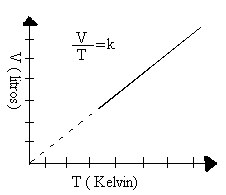 V/T=k
V ( litros)
T ( Kelvin)